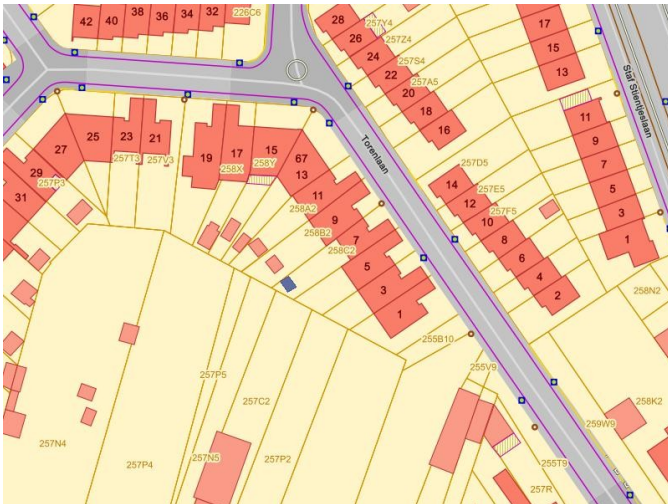 42
40
38
36
34
32
226C6
28
257Y4
26
257Z4
24
257S4
22
257A5
20
18
16
17
15
13
Staf Stientjeslaan
11
9
7
5
3
1
27
25
23
21
257T3
257V3
29
257P3
31
19
17
15
258X
258Y
67
13
11
258A2
9
258B2
7
258C2
5
3
1
Torenlaan
257D5
14
257E5
12
257F5
10
8
6
4
2
258N2
255B10
255V9
258K2
259W9
255T9
257R
257P5
257C2
257N5
257P2
257P4
257N4